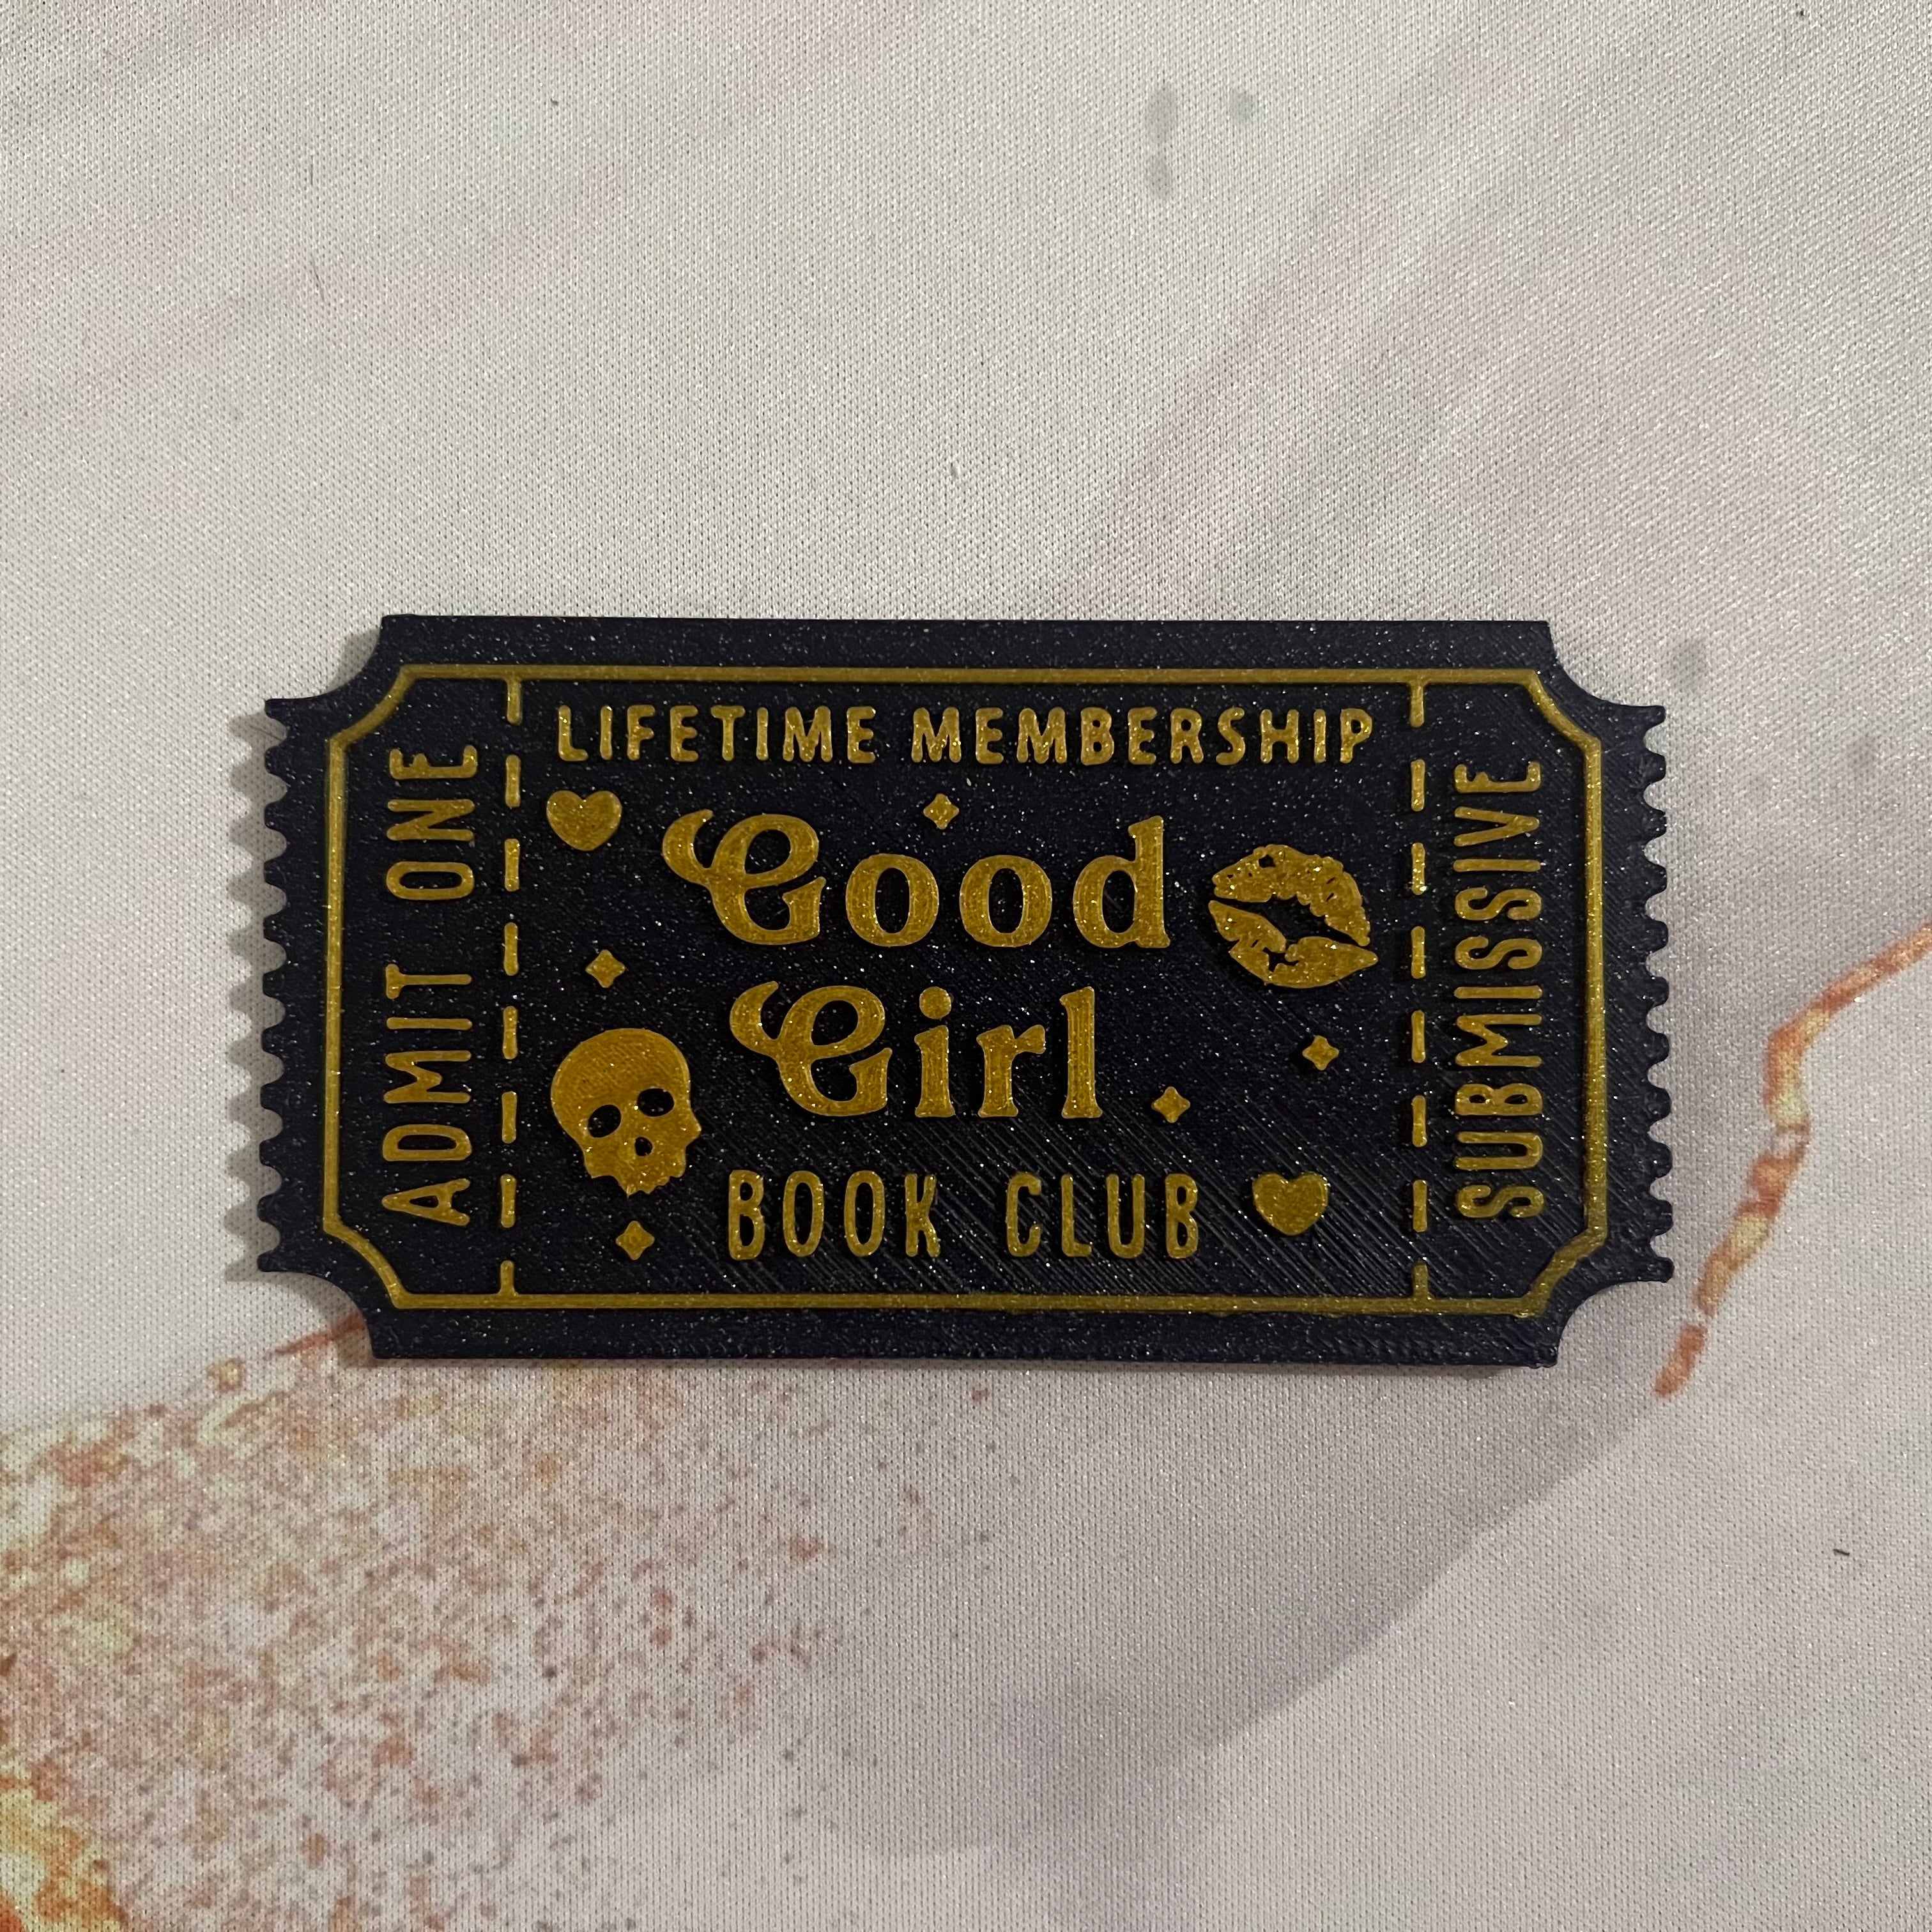 LIFETIME MEMBERSHIP
ADMIT ONE
Good
Girl
BOOK CLUB
SUBMISSIVE